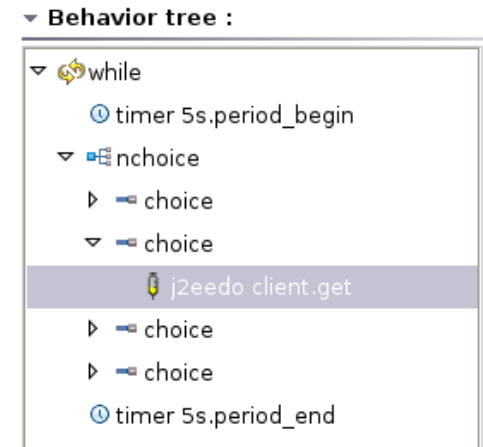 Behavior tree :
while
timer 5s.period_begin
nchoice
choice
choice
j2eedo client.get
choice
choice
timer 5s.period_end